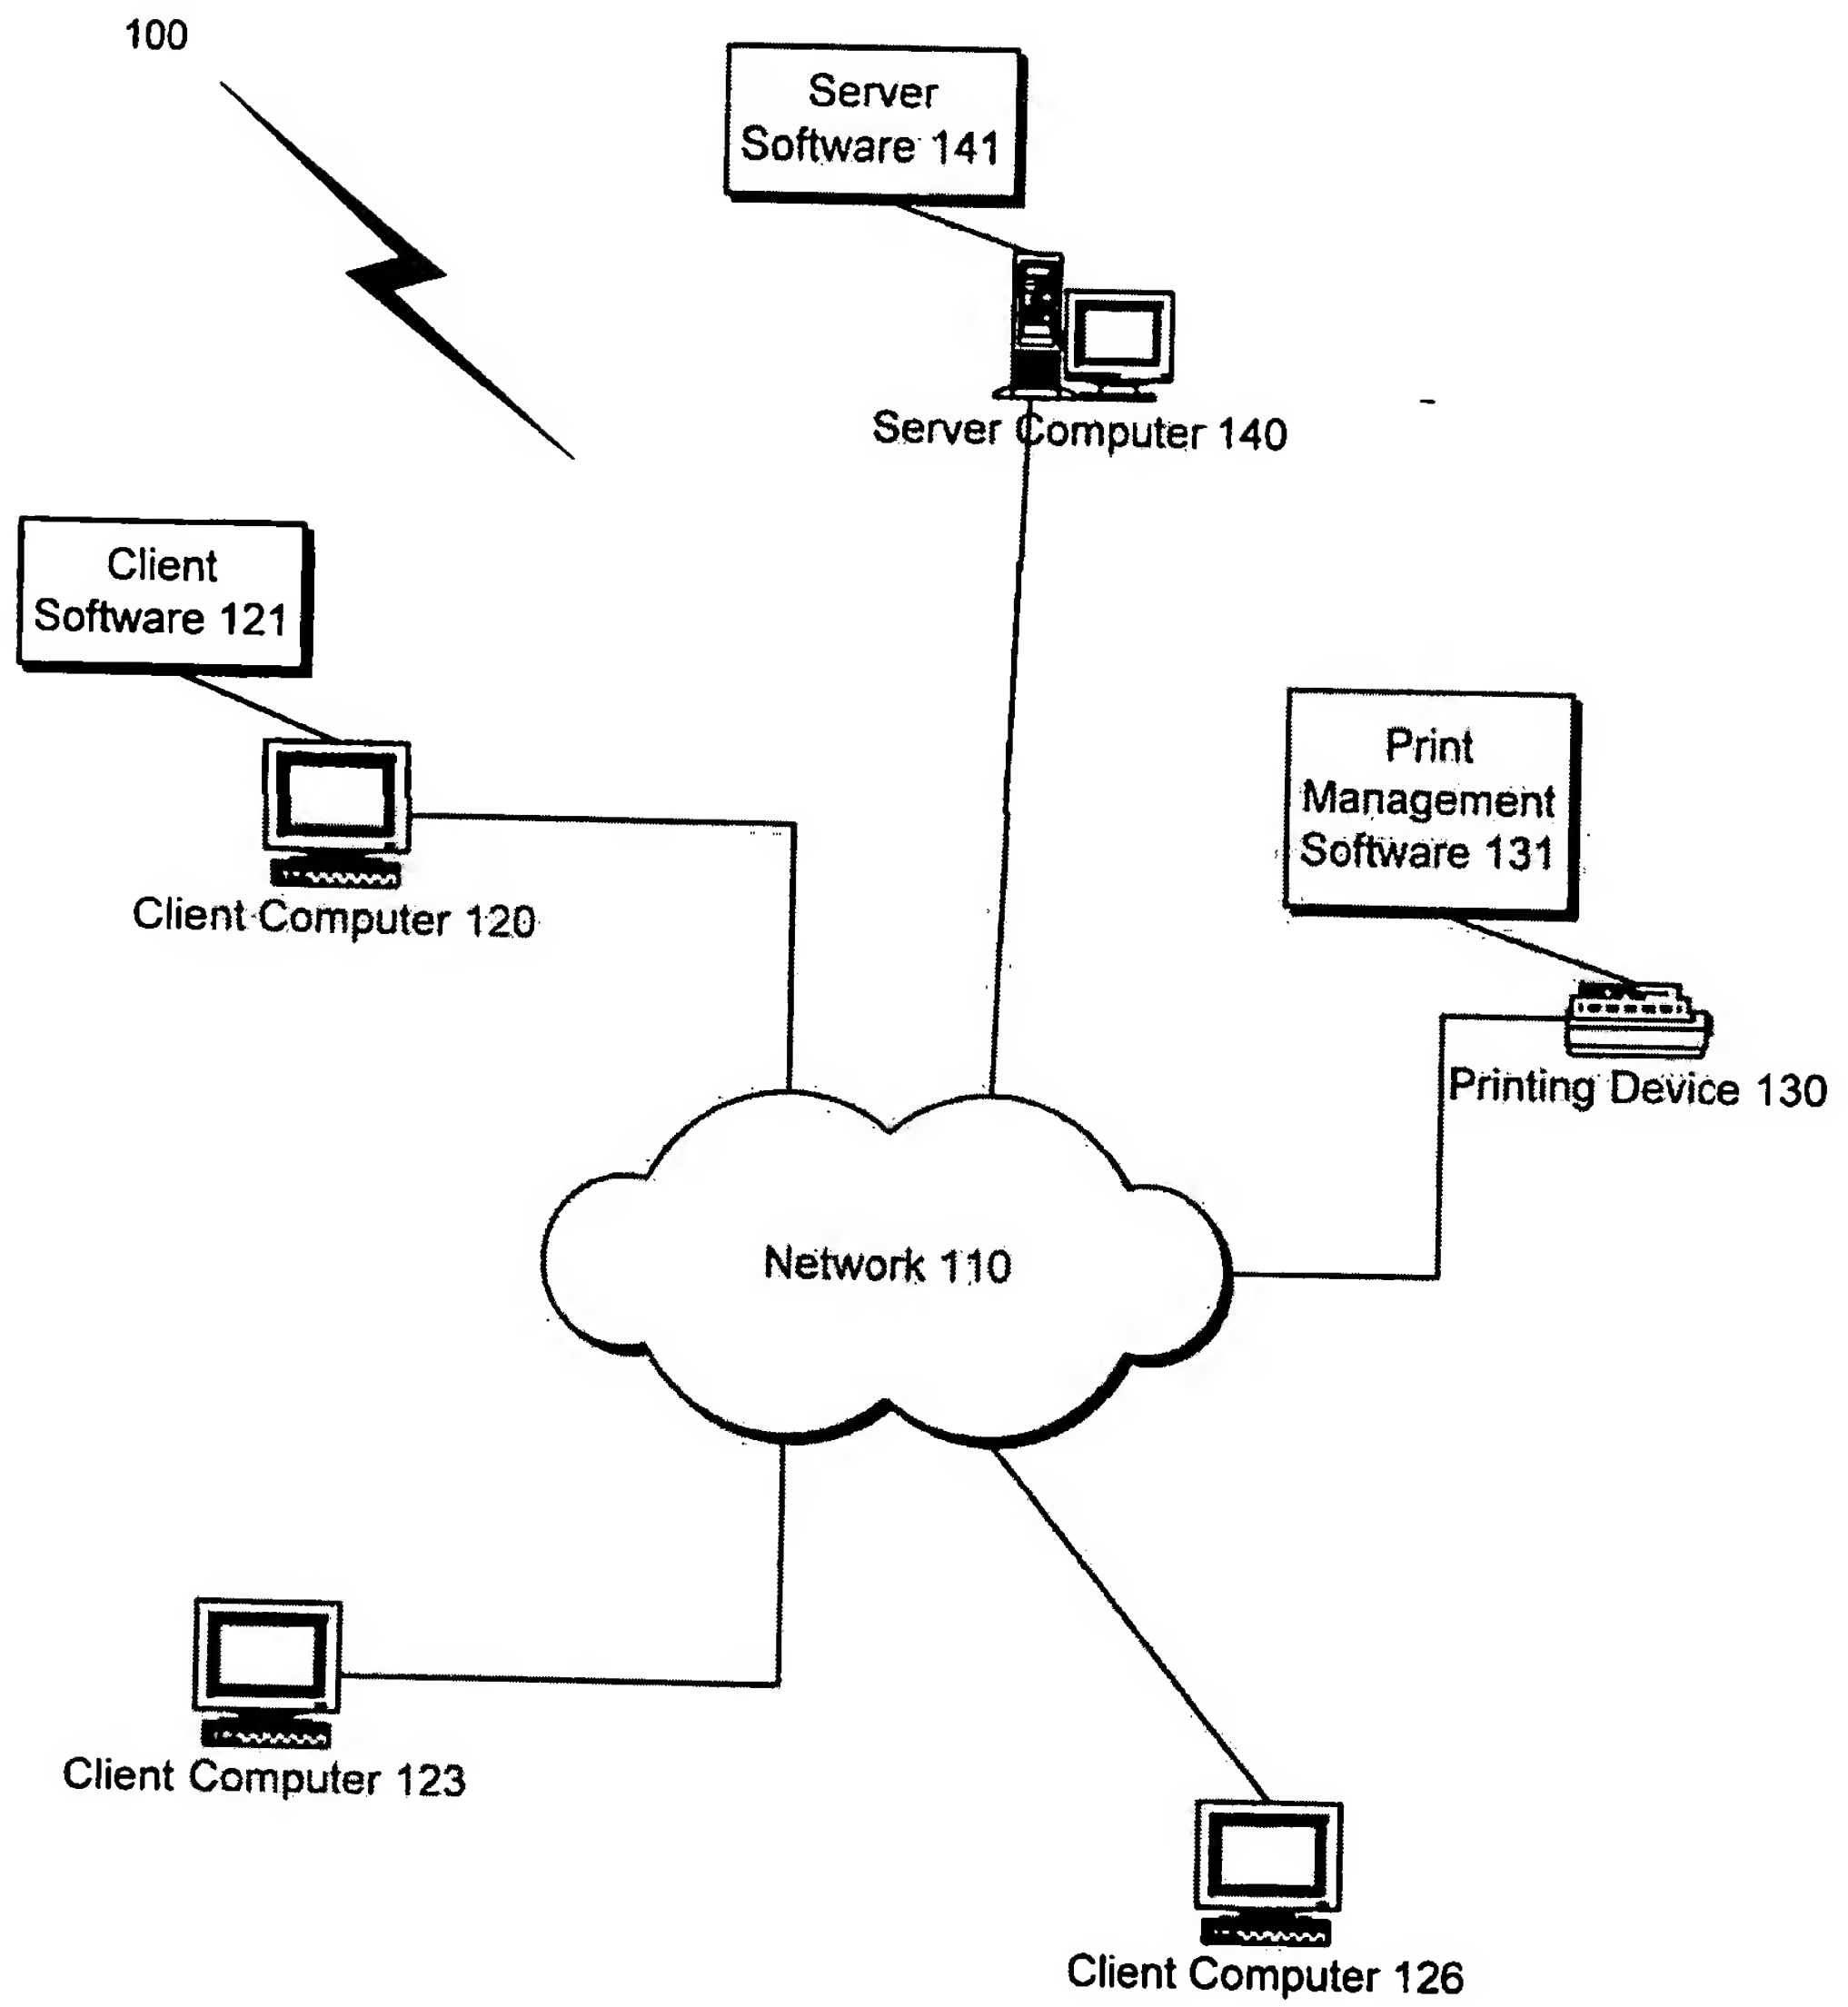 100
Server
Software 141
Server Computer 140
Client
Software 121
Client Computer 120
Print
Management
Software 131
Printing Device 130
Network 110
Client Computer 123
Client Computer 126